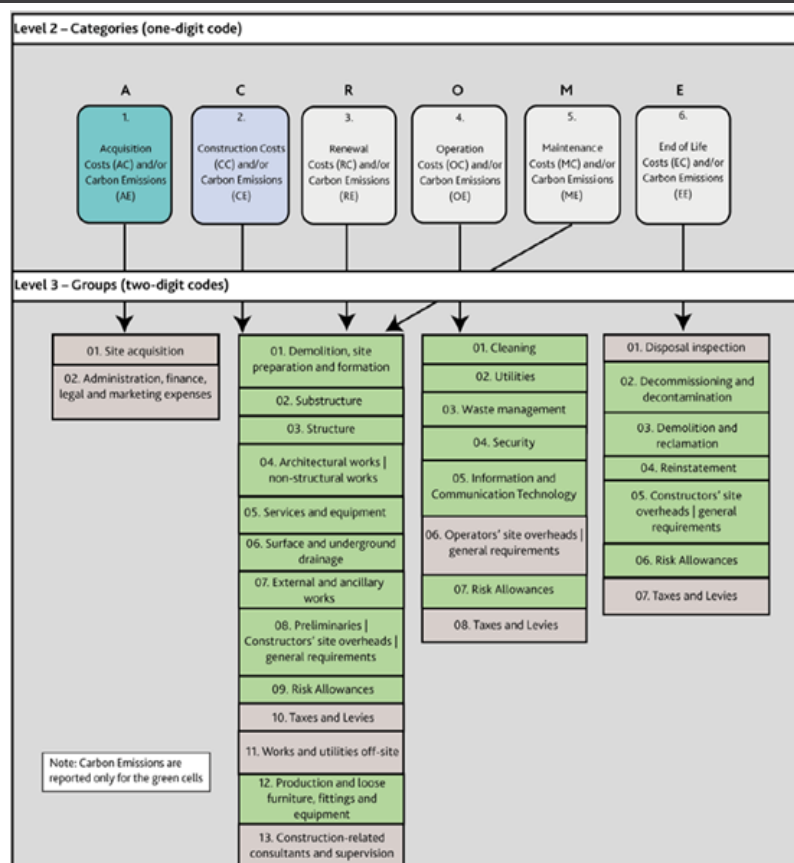 Level 2 – Categories (one-digit code)
A
C
R
O
M
E
1.
Acquisition
Costs (AC) and/or
Carbon Emissions
(AE)
2.
Construction Costs
(CC) and/or
Carbon Emissions
(CE)
3.
Renewal
Costs (RC) and/or
Carbon Emissions
(RE)
4.
Operation
Costs (OC) and/or
Carbon Emissions
(OE)
5.
Maintenance
Costs (MC) and/or
Carbon Emissions
(ME)
6.
End of Life
Costs (EC) and/or
Carbon Emissions
(EE)
Level 3 – Groups (two-digit codes)
01. Site acquisition
02. Administration, finance,
legal and marketing expenses
01. Demolition, site
preparation and formation
02. Substructure
03. Structure
04. Architectural works |
non-structural works
05. Services and equipment
06. Surface and underground
drainage
07. External and ancillary
works
08. Preliminaries |
Constructors' site overheads |
general requirements
09. Risk Allowances
10. Taxes and Levies
11. Works and utilities off-site
12. Production and loose
furniture, fittings and
equipment
13. Construction-related
consultants and supervision
01. Cleaning
02. Utilities
03. Waste management
04. Security
05. Information and
Communication Technology
06. Operators' site overheads |
general requirements
07. Risk Allowances
08. Taxes and Levies
01. Disposal inspection
02. Decommissioning and
decontamination
03. Demolition and
reclamation
04. Reinstatement
05. Constructors' site
overheads | general
requirements
06. Risk Allowances
07. Taxes and Levies
Note: Carbon Emissions are
reported only for the green cells